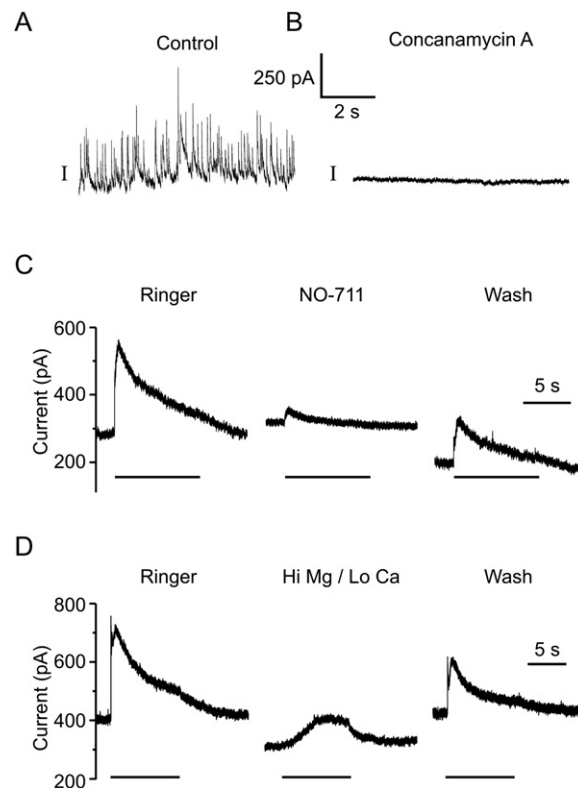 A
B
Control
Concanamycin A
250 pA
2 s
I
I
C
Ringer
NO-711
Wash
600
400
200
Current (pA)
5 s
D
Ringer
Hi Mg / Lo Ca
Wash
800
600
400
200
Current (pA)
5 s